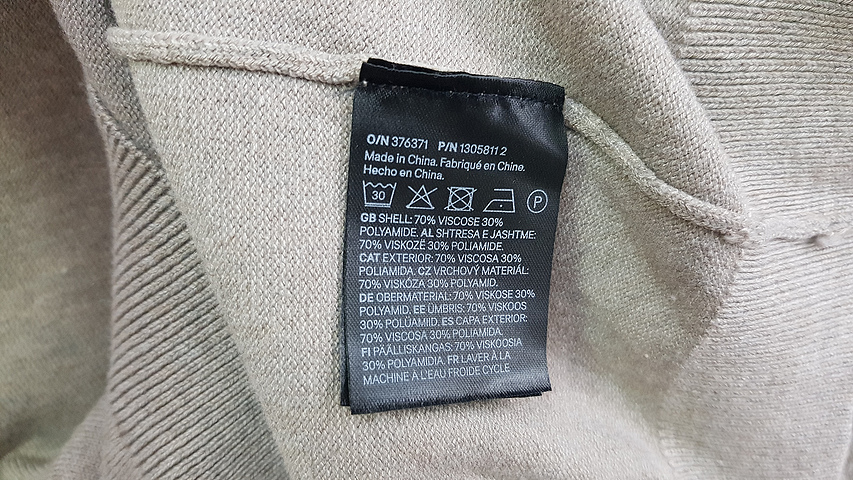 O/N 376371 P/N 1305811 2
Made in China. Fabriqué en Chine.
Hecho en China.
30 P
GB SHELL: 70% VISCOSE 30%
POLYAMIDE. AL SHTRESA E JASHTME:
70% VISKOZË 30% POLIAMIDE.
CAT EXTERIOR: 70% VISCOSA 30%
POLIAMIDA. CZ VRCHOVÝ MATERIÁL:
70% VISKÓZA 30% POLYAMID.
DE OBERMATERIAL: 70% VISKOSE 30%
POLYAMID. EE ÜMBRIS: 70% VISKOOS
30% POLÜAMIID. ES CAPA EXTERIOR:
70% VISCOSA 30% POLIAMIDA.
FI PÄÄLLISKANGAS: 70% VISKOOSIA
30% POLYAMIDIA. FR LAVER À LA
MACHINE À L'EAU FROIDE CYCLE